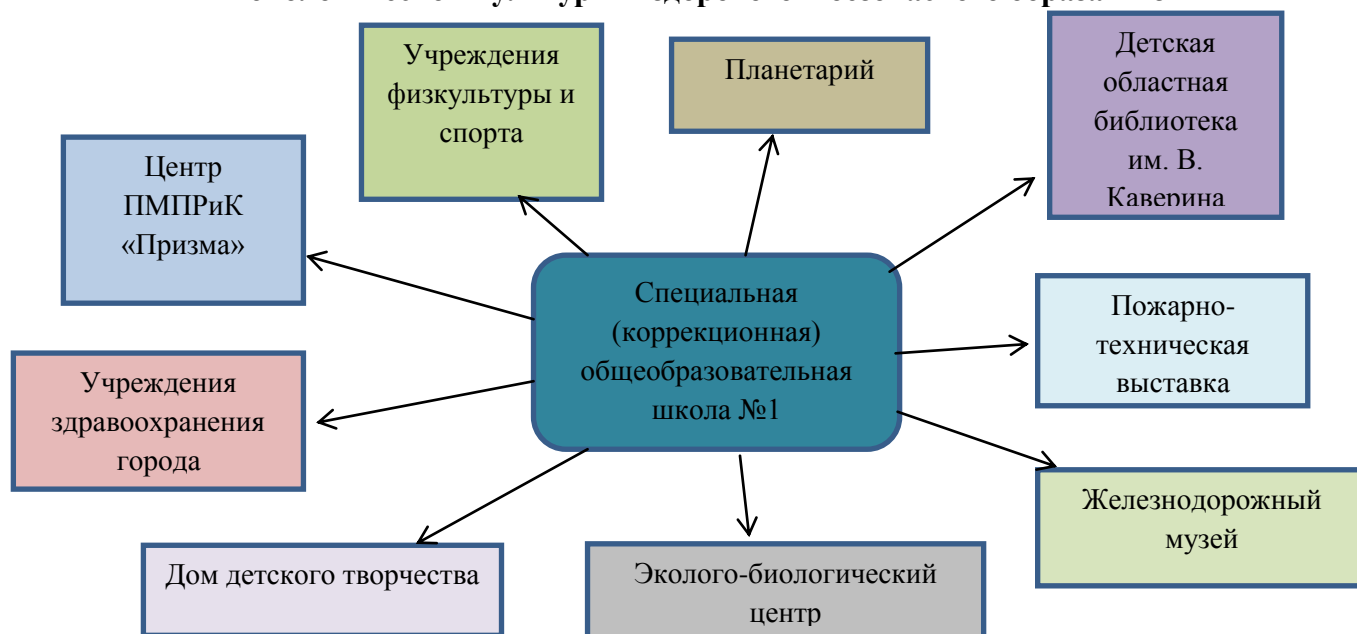 Учреждения
физкультуры и
спорта
Планетарий
Детская
областная
библиотека
им. В.
Каверина
Центр
ПМПРиК
«Призма»
Специальная
(коррекционная)
общеобразовательная
школа №1
Пожарно-
техническая
выставка
Учреждения
здравоохранения
города
Железнодорожный
музей
Дом детского творчества
Эколого-биологический
центр